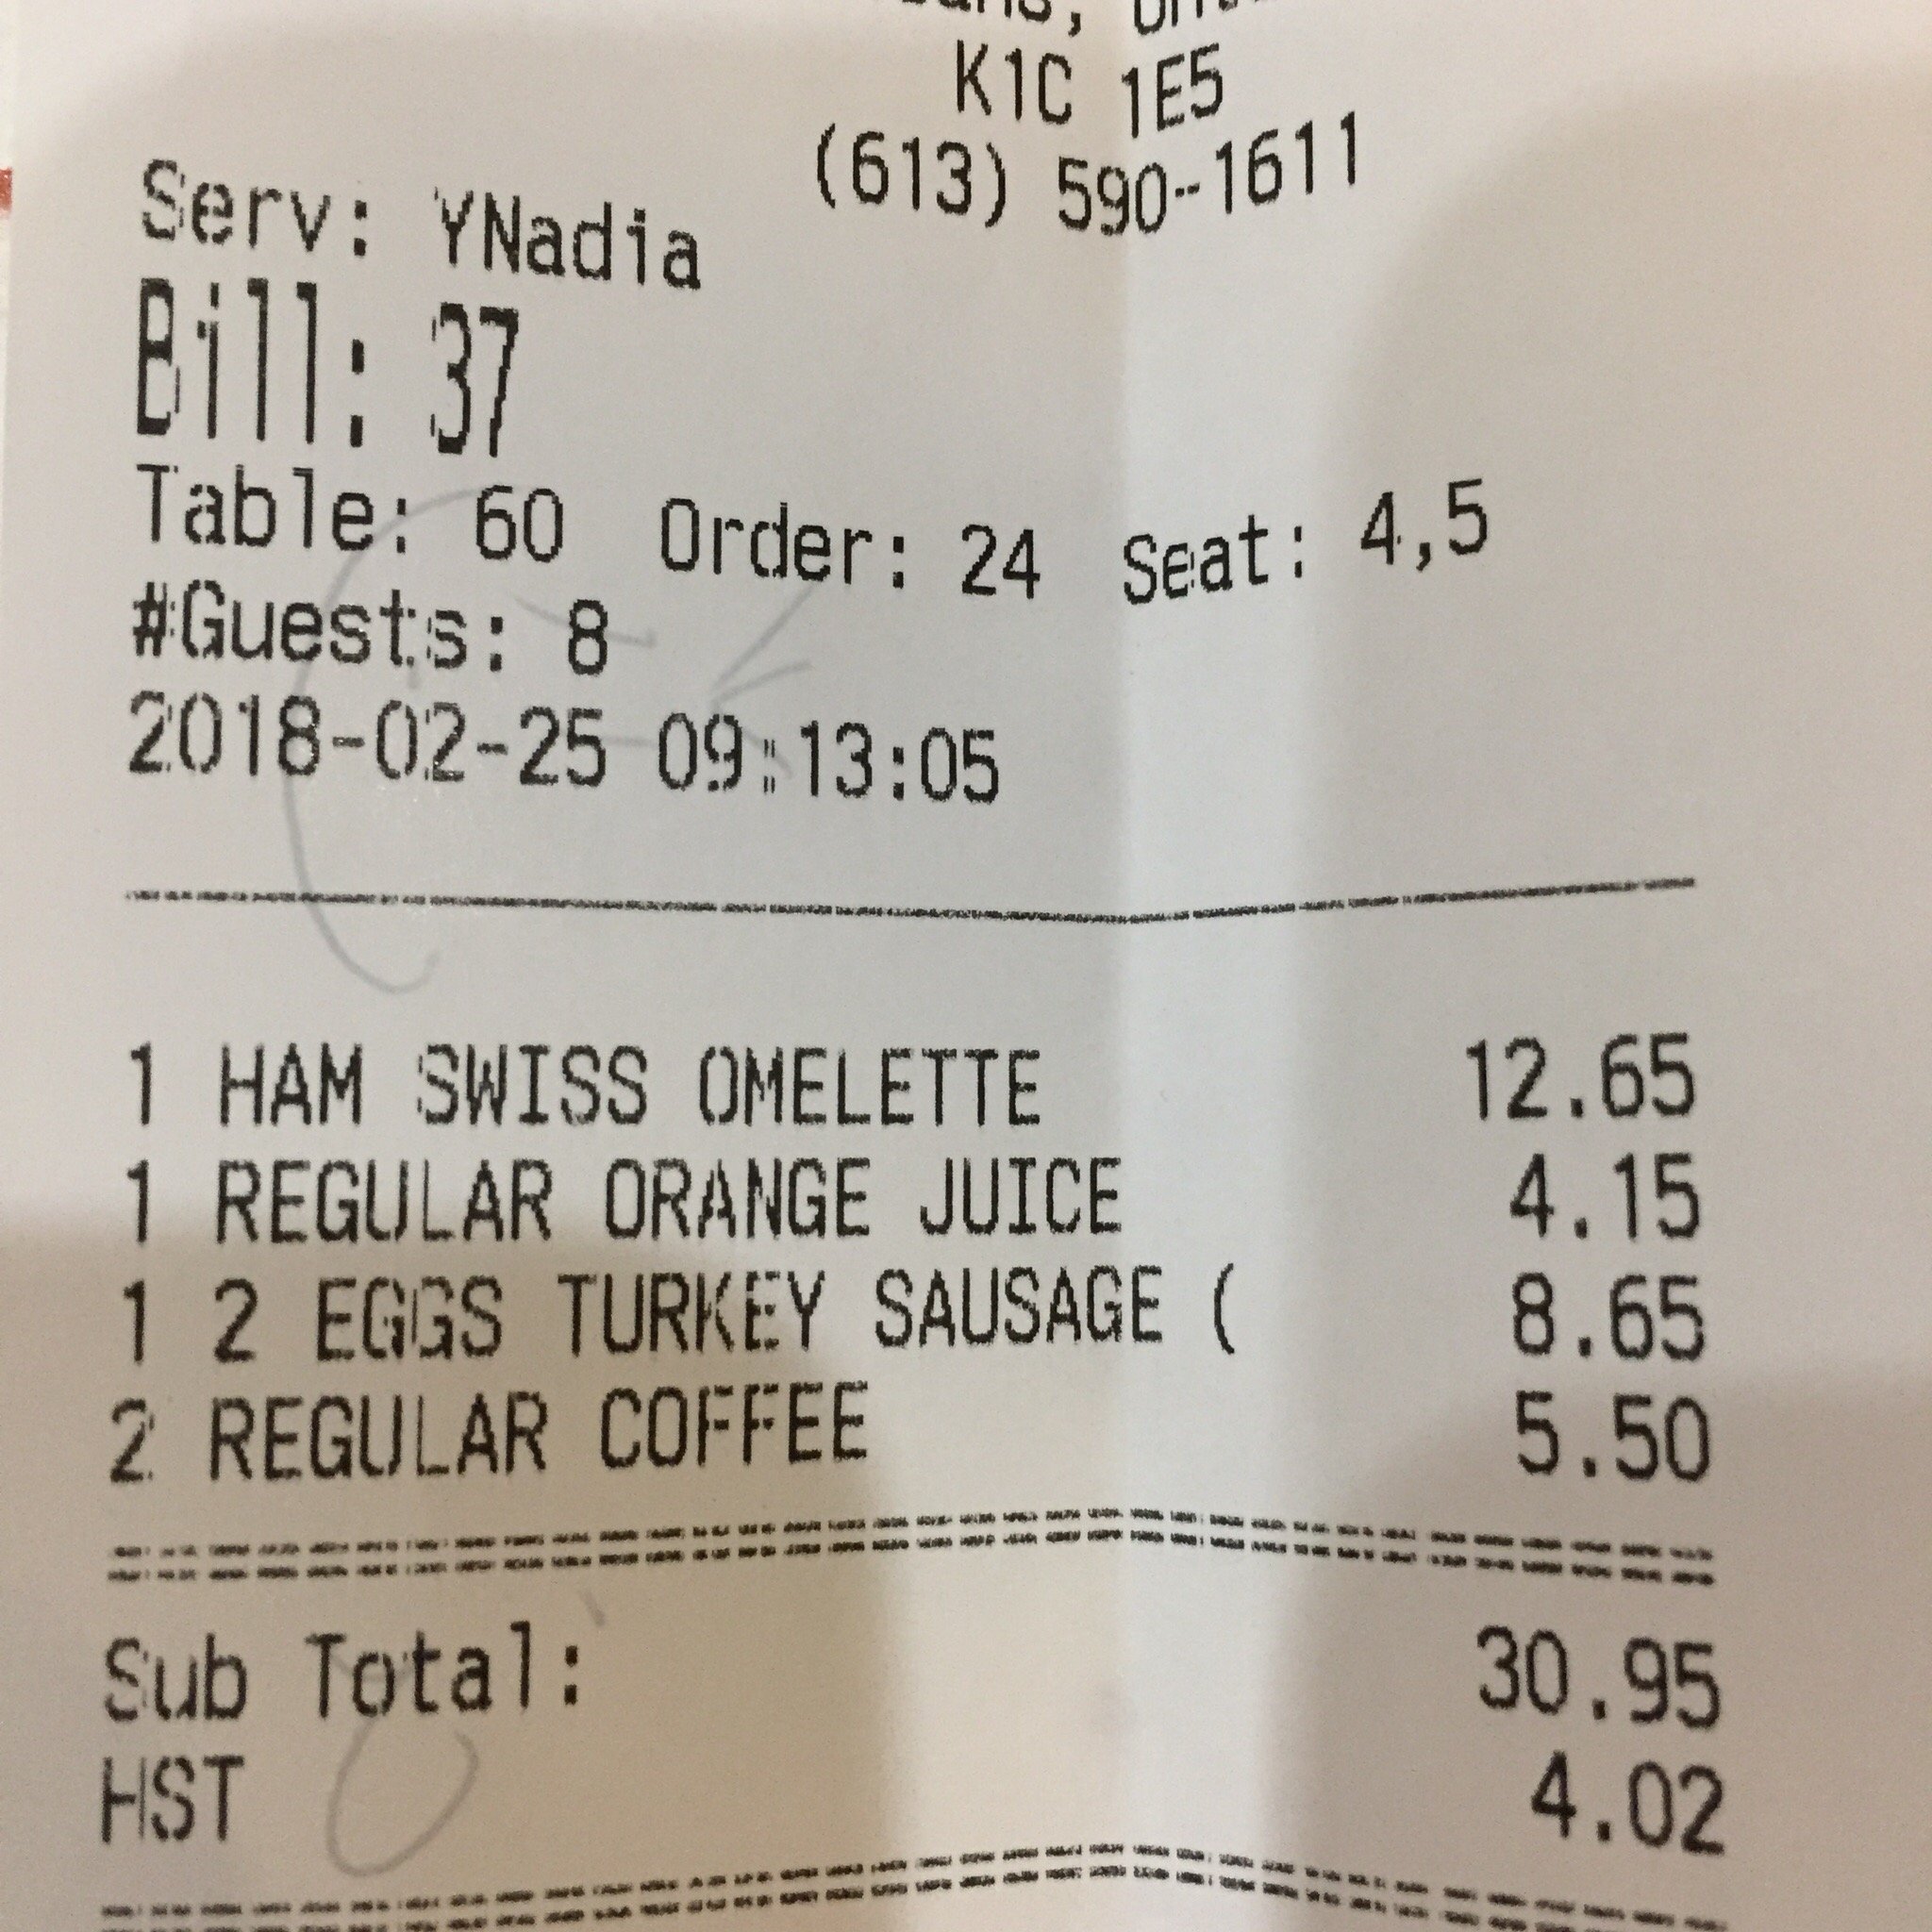 K1C 1E5
(613) 590-1611
Serv: YNadia
Bill: 37
Table: 60 Order: 24 Seat: 4,5
#Guests: 8
2018-02-25 09:13:05
1 HAM SWISS OMELETTE 12.65
1 REGULAR ORANGE JUICE 4.15
1 2 EGGS TURKEY SAUSAGE ( 8.65
2 REGULAR COFFEE 5.50
Sub Total: 30.95
HST 4.02